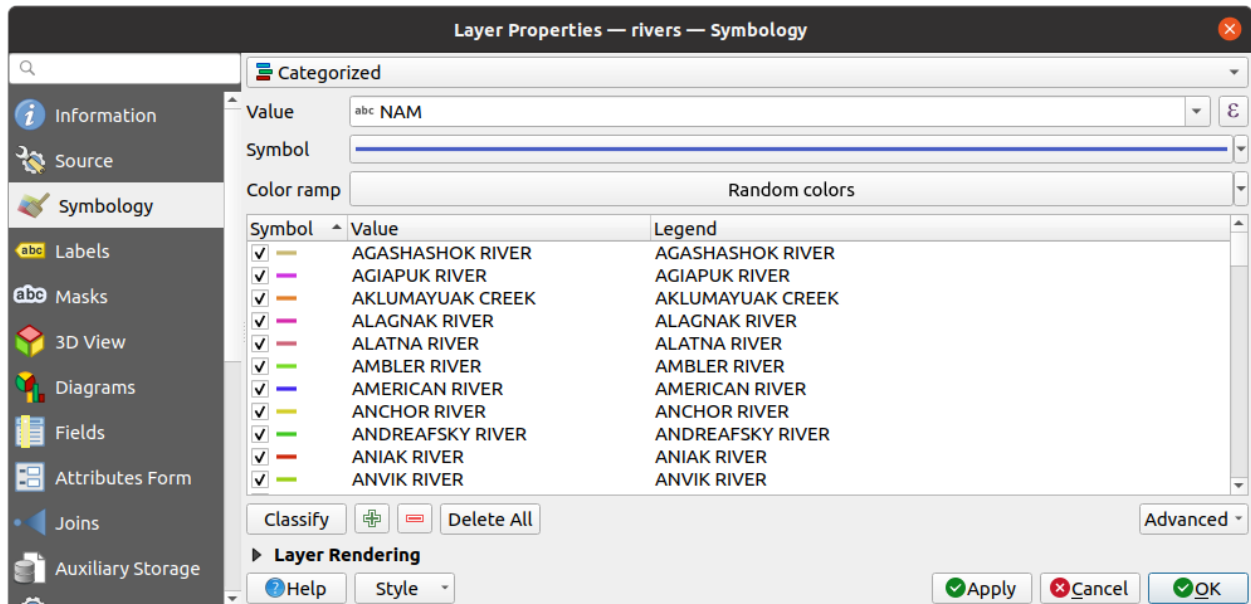 Layer Properties — rivers — Symbology
Information
Source
Symbology
abc Labels
abc Masks
3D View
Diagrams
Fields
Attributes Form
Joins
Auxiliary Storage
Categorized
Value abc NAM ε
Symbol
Color ramp Random colors
Symbol Value Legend
AGASHASHOK RIVER AGASHASHOK RIVER
AGIAPUK RIVER AGIAPUK RIVER
AKLUMAYUAK CREEK AKLUMAYUAK CREEK
ALAGNAK RIVER ALAGNAK RIVER
ALATNA RIVER ALATNA RIVER
AMBLER RIVER AMBLER RIVER
AMERICAN RIVER AMERICAN RIVER
ANCHOR RIVER ANCHOR RIVER
ANDREAFSKY RIVER ANDREAFSKY RIVER
ANIAK RIVER ANIAK RIVER
ANVIK RIVER ANVIK RIVER
Classify Delete All Advanced
Layer Rendering
Help Style Apply Cancel OK